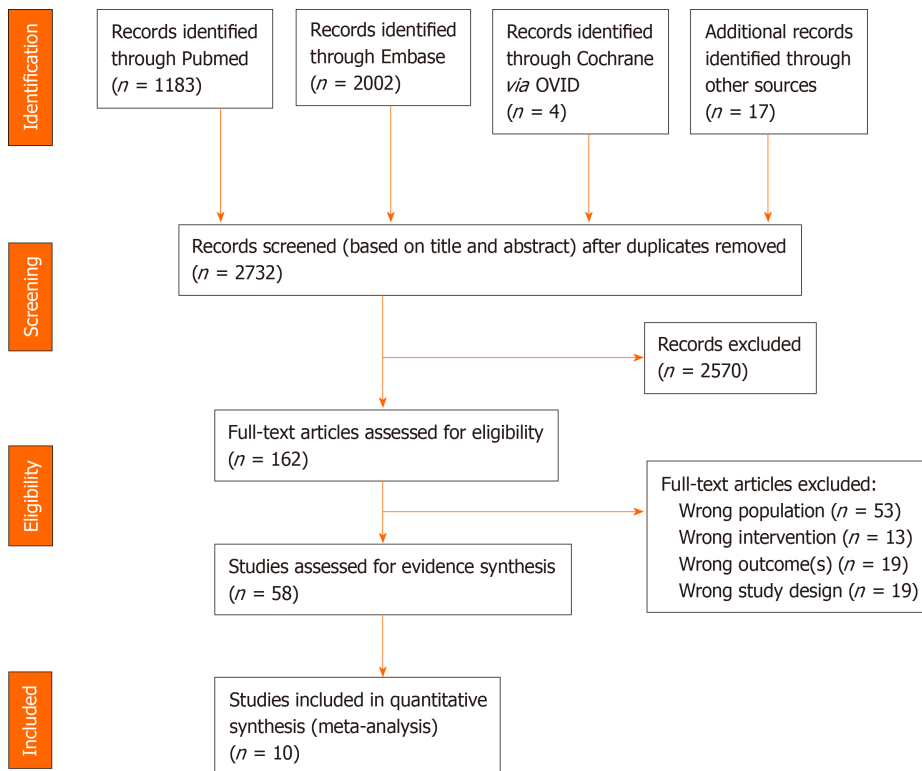 Identification
Records identified
through Pubmed
(n = 1183)
Records identified
through Embase
(n = 2002)
Records identified
through Cochrane
via OVID
(n = 4)
Additional records
identified through
other sources
(n = 17)
Screening
Records screened (based on title and abstract) after duplicates removed
(n = 2732)
Records excluded
(n = 2570)
Eligibility
Full-text articles assessed for eligibility
(n = 162)
Full-text articles excluded:
Wrong population (n = 53)
Wrong intervention (n = 13)
Wrong outcome(s) (n = 19)
Wrong study design (n = 19)
Studies assessed for evidence synthesis
(n = 58)
Included
Studies included in quantitative
synthesis (meta-analysis)
(n = 10)